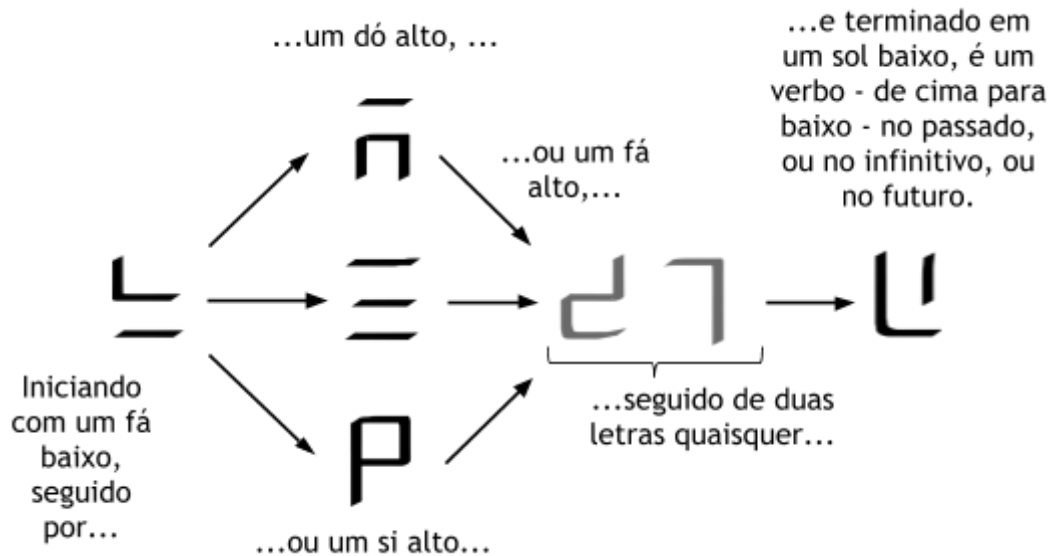 ...um dó alto, ...
...e terminado em
um sol baixo, é um
verbo - de cima para
baixo - no passado,
ou no infinitivo, ou
no futuro.
...ou um fá
alto,...
Iniciando
com um fá
baixo,
seguido
por...
...seguido de duas
letras quaisquer...
...ou um si alto...